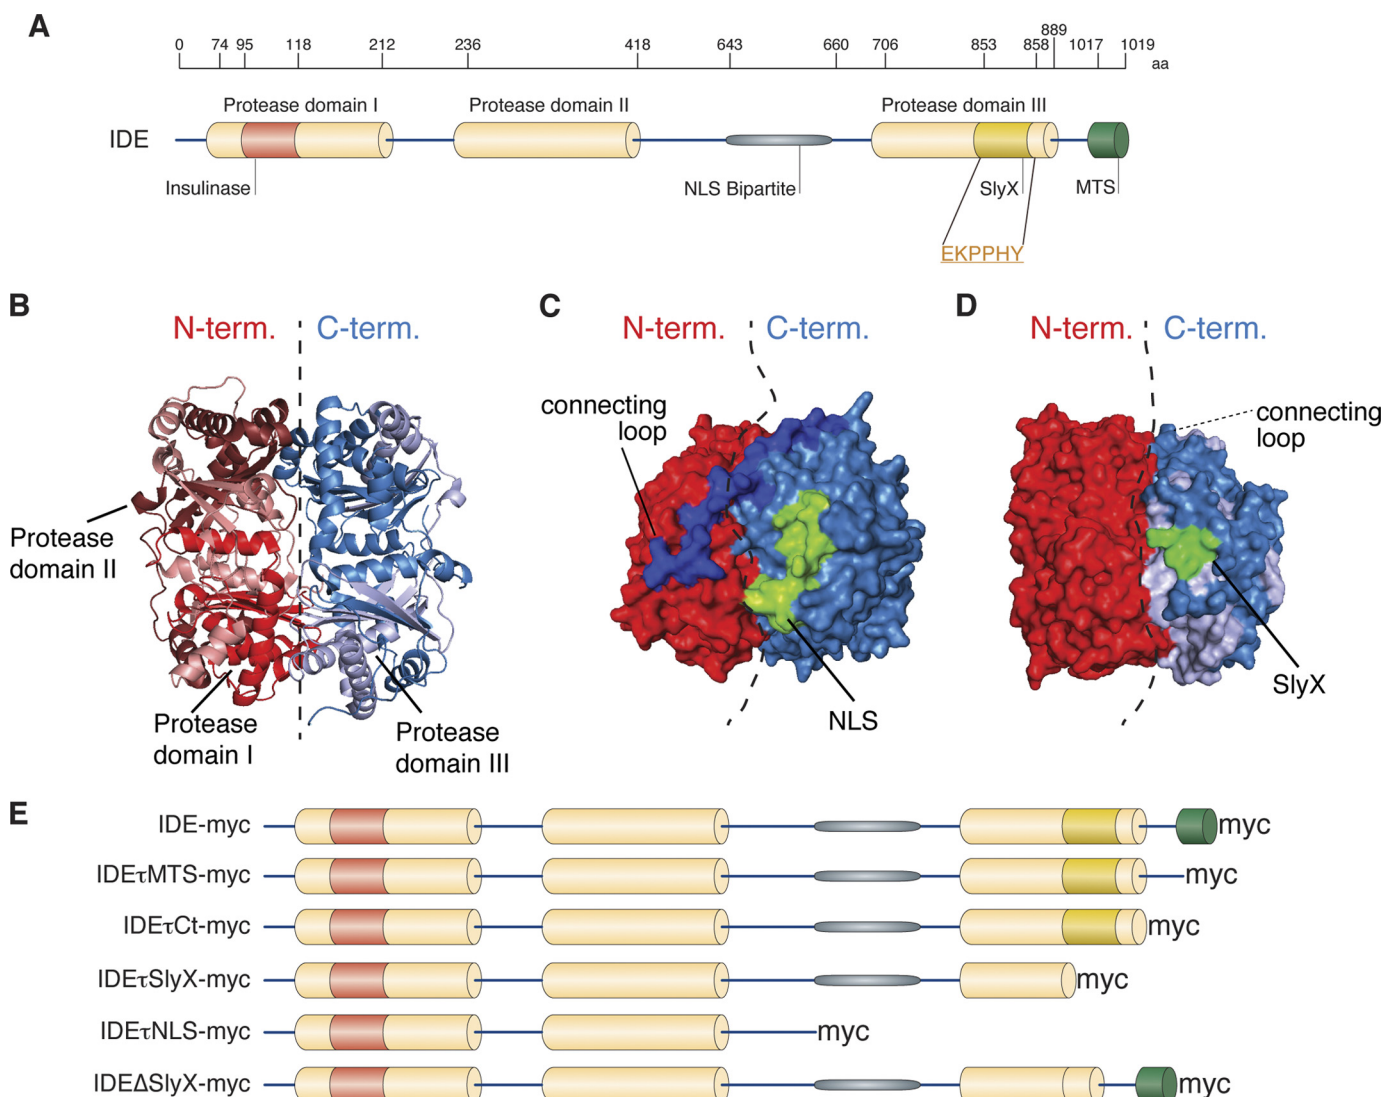 A
889
0 74 95 118 212 236 418 643 660 706 853 858 1017 1019
aa
Protease domain I Protease domain II Protease domain III
IDE
Insulinase NLS Bipartite SlyX MTS
EKPPHY
B C D
N-term. C-term. N-term. C-term. N-term. C-term.
connecting
loop
connecting
loop
Protease
domain II
SlyX
NLS
Protease
domain I
Protease
domain III
E
IDE-myc myc
IDEτMTS-myc myc
IDEτCt-myc myc
IDEτSlyX-myc myc
IDEτNLS-myc myc
IDEΔSlyX-myc myc